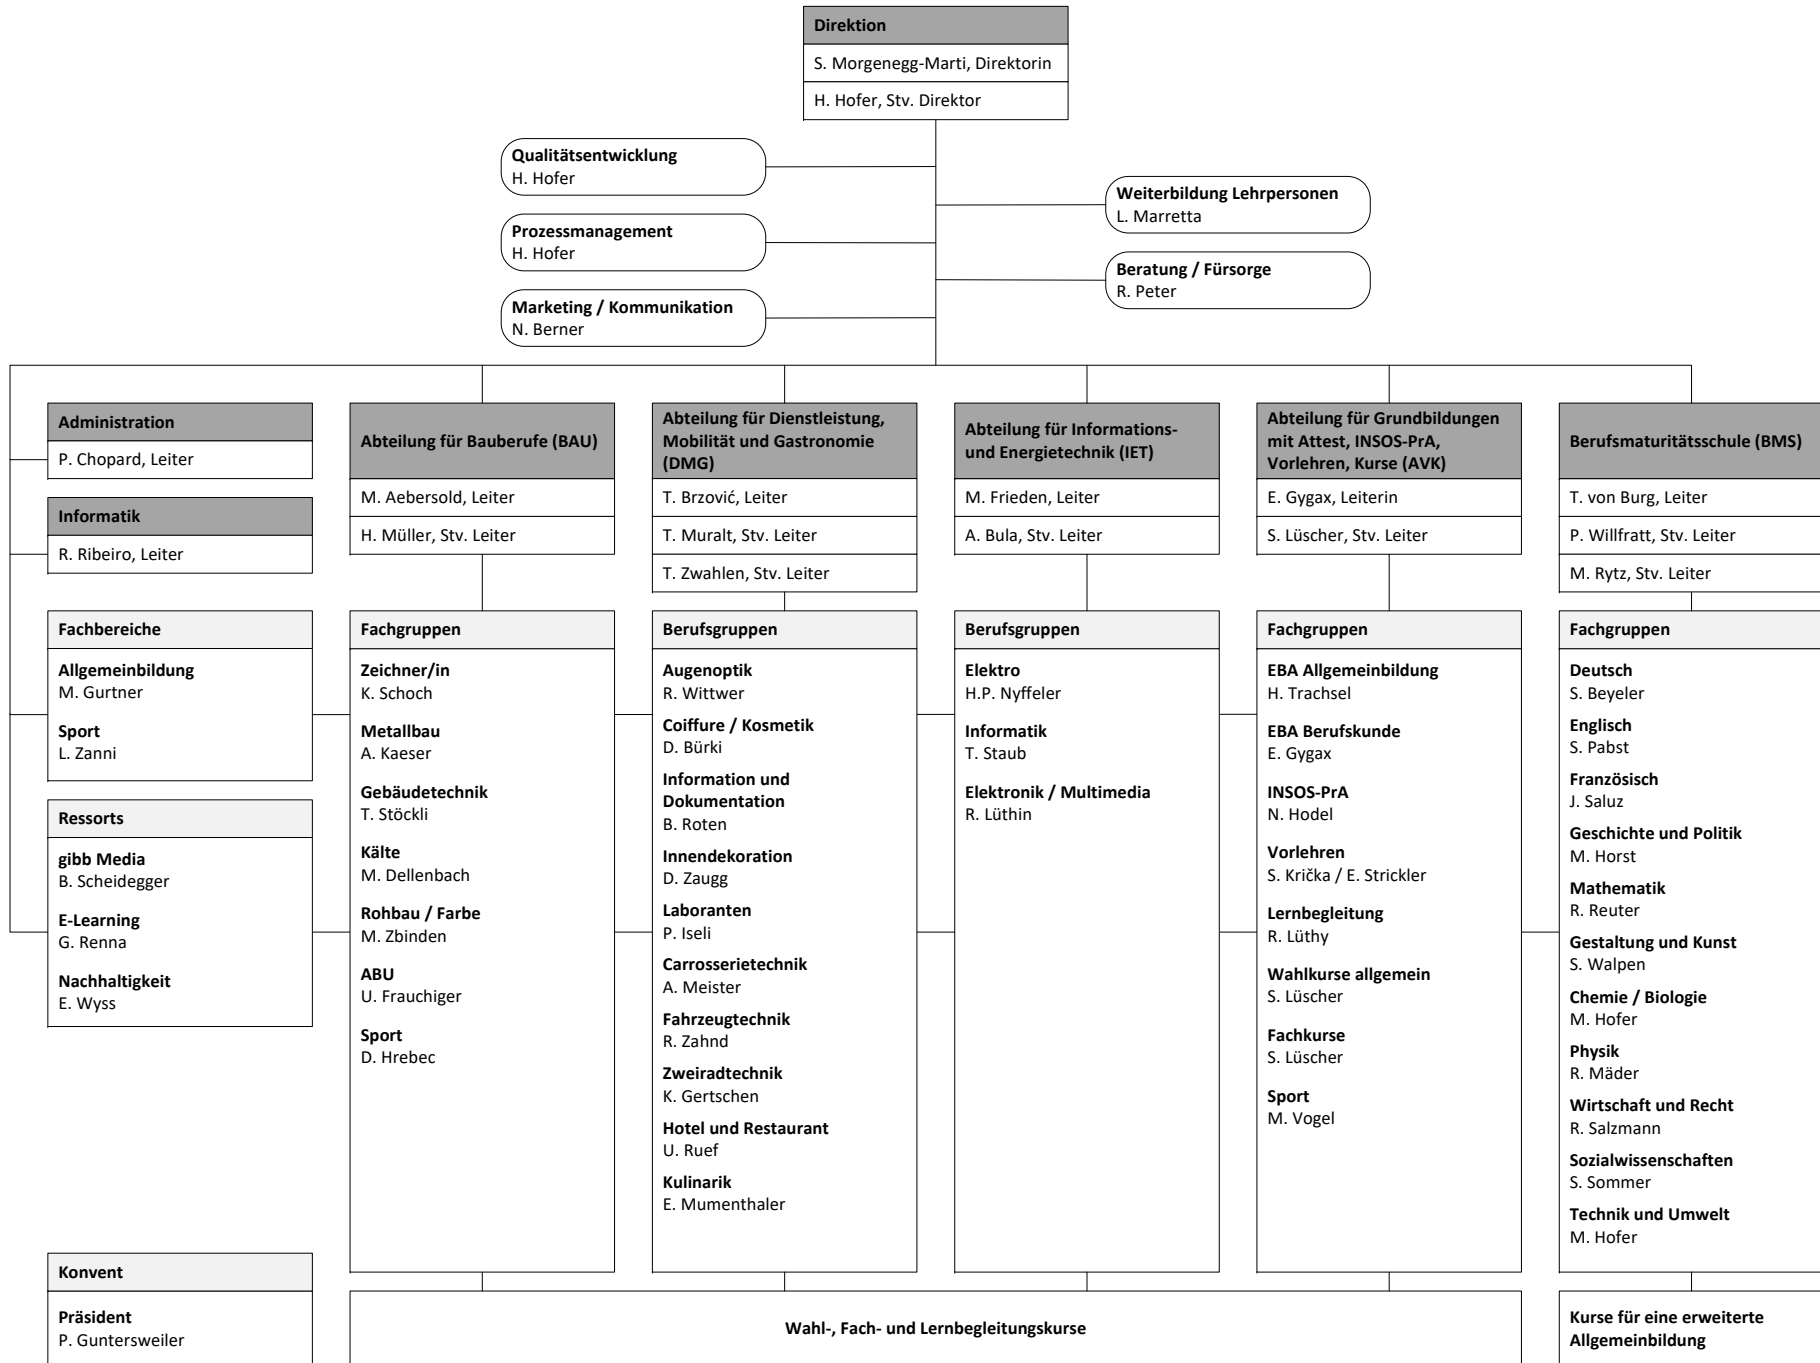 Direktion
S. Morgenegg-Marti, Direktorin
H. Hofer, Stv. Direktor
Qualitätsentwicklung
H. Hofer
Prozessmanagement
H. Hofer
Marketing / Kommunikation
N. Berner
Weiterbildung Lehrpersonen
L. Marretta
Beratung / Fürsorge
R. Peter
Administration
P. Chopard, Leiter
Informatik
R. Ribeiro, Leiter
Fachbereiche
Allgemeinbildung
M. Gurtner
Sport
L. Zanni
Ressorts
gibb Media
B. Scheidegger
E-Learning
G. Renna
Nachhaltigkeit
E. Wyss
Konvent
Präsident
P. Guntersweiler
Abteilung für Bauberufe (BAU)
M. Aebersold, Leiter
H. Müller, Stv. Leiter
Fachgruppen
Zeichner/in
K. Schoch
Metallbau
A. Kaeser
Gebäudetechnik
T. Stöckli
Kälte
M. Dellenbach
Rohbau / Farbe
M. Zbinden
ABU
U. Frauchiger
Sport
D. Hrebec
Abteilung für Dienstleistung,
Mobilität und Gastronomie
(DMG)
T. Brzović, Leiter
T. Muralt, Stv. Leiter
T. Zwahlen, Stv. Leiter
Berufsgruppen
Augenoptik
R. Wittwer
Coiffure / Kosmetik
D. Bürki
Information und
Dokumentation
B. Roten
Innendekoration
D. Zaugg
Laboranten
P. Iseli
Carrosserietechnik
A. Meister
Fahrzeugtechnik
R. Zahnd
Zweiradtechnik
K. Gertschen
Hotel und Restaurant
U. Ruef
Kulinarik
E. Mumenthaler
Abteilung für Informations-
und Energietechnik (IET)
M. Frieden, Leiter
A. Bula, Stv. Leiter
Berufsgruppen
Elektro
H.P. Nyffeler
Informatik
T. Staub
Elektronik / Multimedia
R. Lüthin
Abteilung für Grundbildungen
mit Attest, INSOS-PrA,
Vorlehren, Kurse (AVK)
E. Gygax, Leiterin
S. Lüscher, Stv. Leiter
Fachgruppen
EBA Allgemeinbildung
H. Trachsel
EBA Berufskunde
E. Gygax
INSOS-PrA
N. Hodel
Vorlehren
S. Krička / E. Strickler
Lernbegleitung
R. Lüthy
Wahlkurse allgemein
S. Lüscher
Fachkurse
S. Lüscher
Sport
M. Vogel
Berufsmaturitätsschule (BMS)
T. von Burg, Leiter
P. Willfratt, Stv. Leiter
M. Rytz, Stv. Leiter
Fachgruppen
Deutsch
S. Beyeler
Englisch
S. Pabst
Französisch
J. Saluz
Geschichte und Politik
M. Horst
Mathematik
R. Reuter
Gestaltung und Kunst
S. Walpen
Chemie / Biologie
M. Hofer
Physik
R. Mäder
Wirtschaft und Recht
R. Salzmann
Sozialwissenschaften
S. Sommer
Technik und Umwelt
M. Hofer
Wahl-, Fach- und Lernbegleitungskurse
Kurse für eine erweiterte
Allgemeinbildung